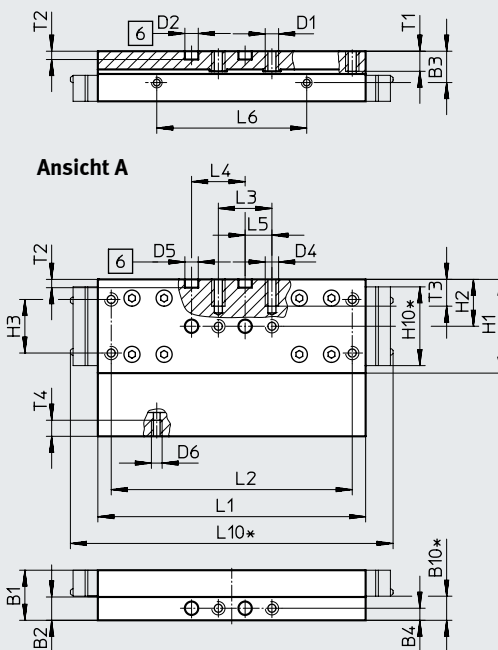 T2
6
D2
D1
T1
B3
L6
Ansicht A
L4
L3
L5
T2
6
D5
D4
T3
H2
H1
H10*
H3
T4
D6
L2
L1
L10*
B1
B2
B10*
B4